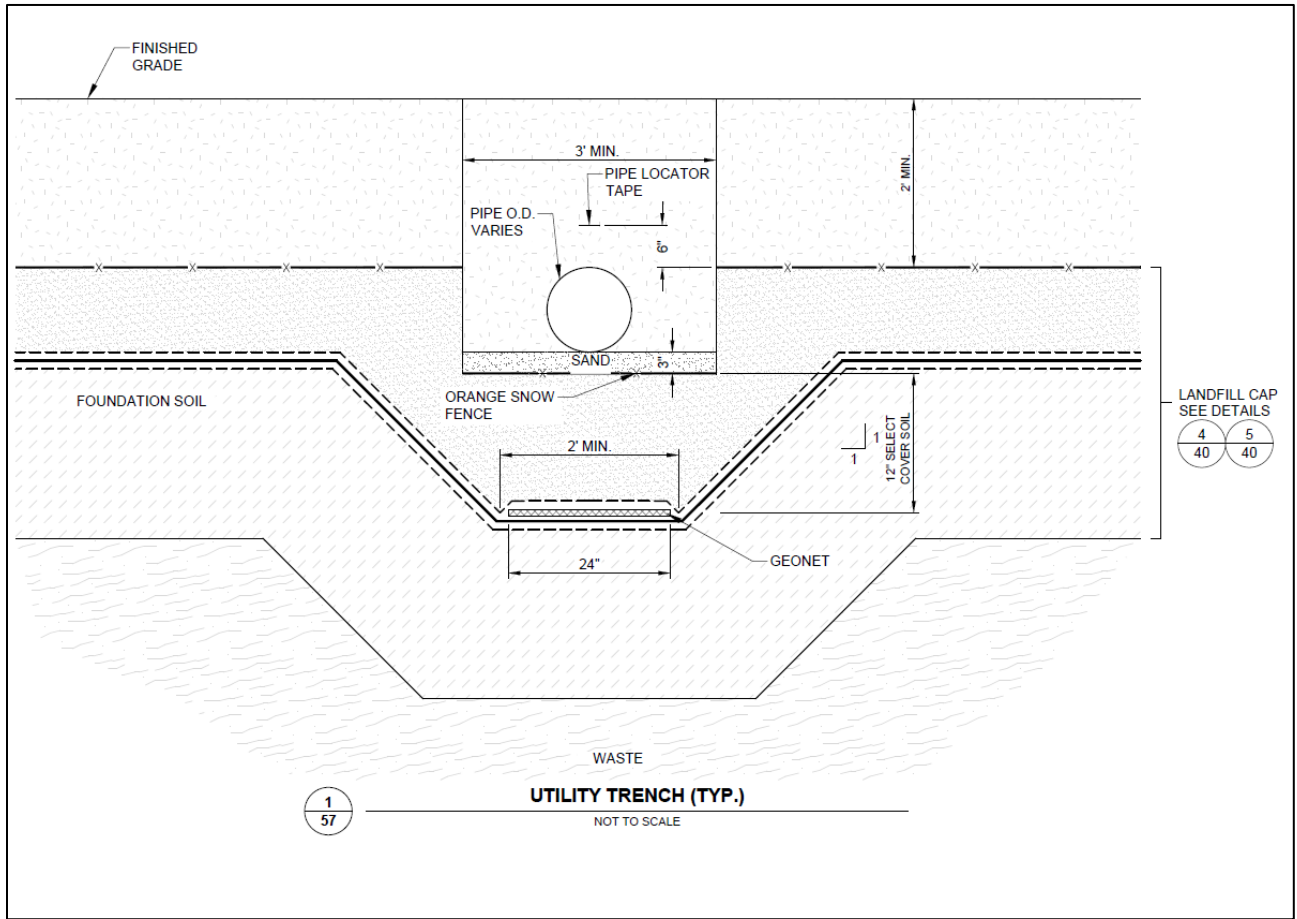 FINISHED
GRADE
3' MIN.
PIPE LOCATOR
TAPE
2' MIN.
PIPE O.D.
VARIES
6"
SAND
3"
FOUNDATION SOIL
ORANGE SNOW
FENCE
LANDFILL CAP
SEE DETAILS
4
40
5
40
1
1
12" SELECT
COVER SOIL
2' MIN.
GEONET
24"
WASTE
1
57
UTILITY TRENCH (TYP.)
NOT TO SCALE